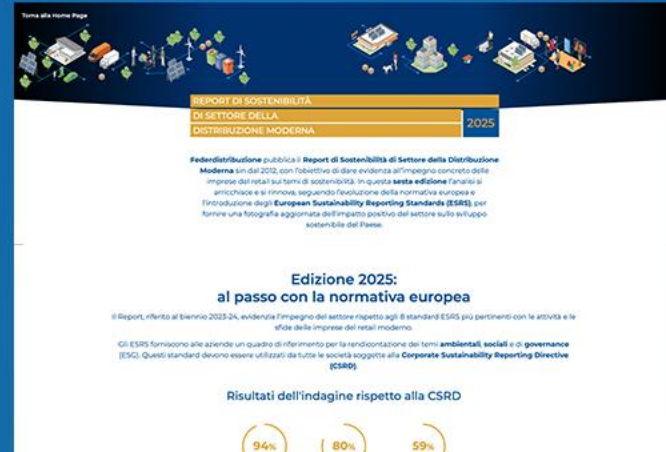 Torna alla Home Page
REPORT DI SOSTENIBILITÀ
DI SETTORE DELLA
DISTRIBUZIONE MODERNA
2025
Federdistribuzione pubblica il Report di Sostenibilità di Settore della Distribuzione
Moderna sin dal 2012, con l'obiettivo di dare evidenza all'impegno concreto delle
imprese del retail sui temi di sostenibilità. In questa sesta edizione l'analisi si
arricchisce e si rinnova, seguendo l'evoluzione della normativa europea e
l'introduzione degli European Sustainability Reporting Standards (ESRS), per
fornire una fotografia aggiornata dell'impatto positivo del settore sullo sviluppo
sostenibile del Paese.
Edizione 2025:
al passo con la normativa europea
Il Report, riferito al biennio 2023-24, evidenzia l'impegno del settore rispetto agli 8 standard ESRS più pertinenti con le attività e le
sfide delle imprese del retail moderno.
Gli ESRS forniscono alle aziende un quadro di riferimento per la rendicontazione dei temi ambientali, sociali e di governance
(ESG). Questi standard devono essere utilizzati da tutte le società soggette alla Corporate Sustainability Reporting Directive
(CSRD).
Risultati dell'indagine rispetto alla CSRD
94% 80% 59%